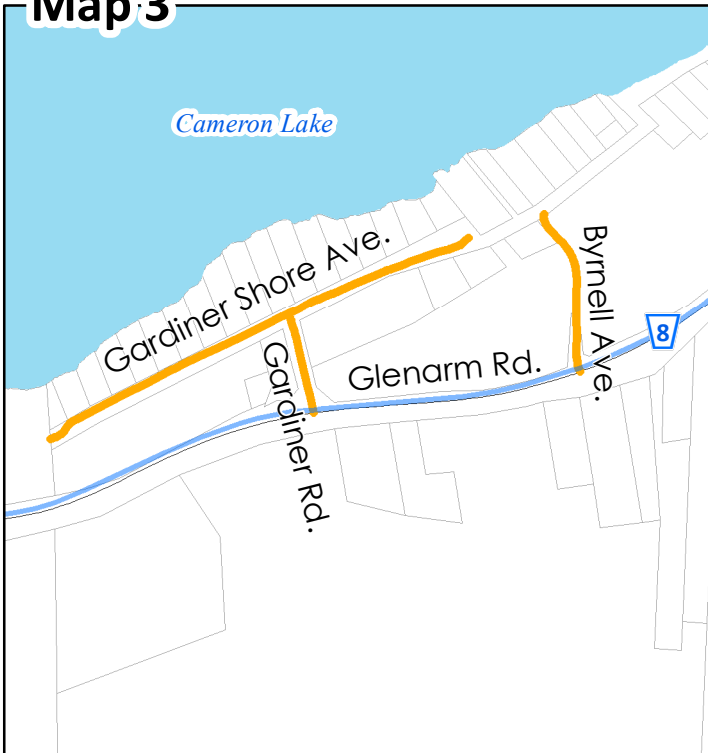 Map 3
Cameron Lake
Gardiner Shore Ave.
Byrnell Ave.
8
Glenarm Rd.
Gardiner Rd.